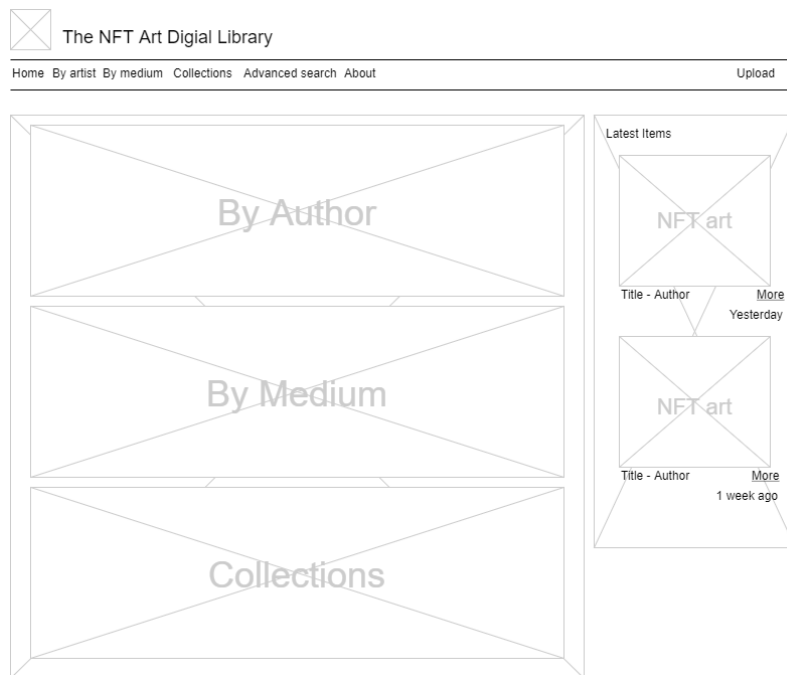 The NFT Art Digial Library
Home By artist By medium Collections Advanced search About Upload
By Author
By Medium
Collections
Latest Items
NFT art
Title - Author More
Yesterday
NFT art
Title - Author More
1 week ago